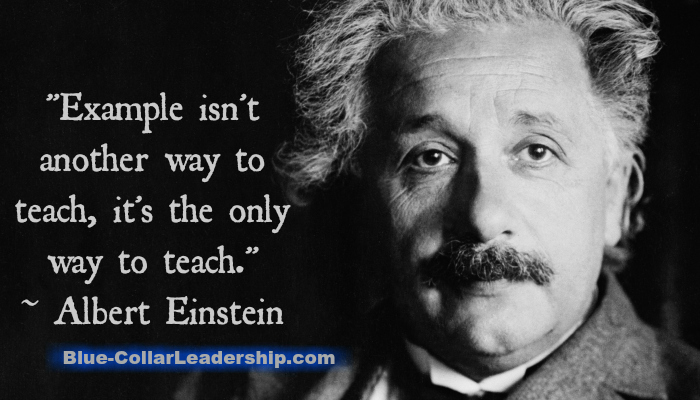 "Example isn't
another way to
teach, it's the only
way to teach."
~ Albert Einstein
Blue-CollarLeadership.com